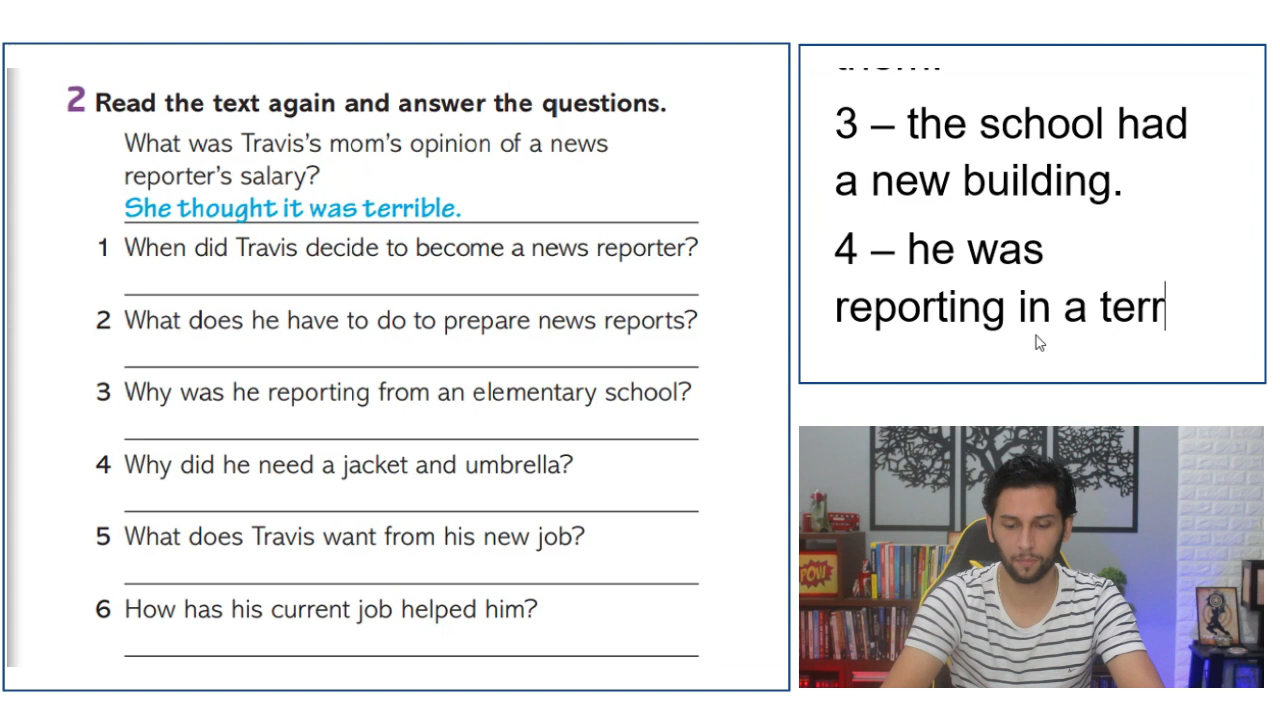 2 Read the text again and answer the questions.
What was Travis's mom's opinion of a news
reporter's salary?
She thought it was terrible.
1 When did Travis decide to become a news reporter?
2 What does he have to do to prepare news reports?
3 Why was he reporting from an elementary school?
4 Why did he need a jacket and umbrella?
5 What does Travis want from his new job?
6 How has his current job helped him?
3 – the school had
a new building.
4 – he was
reporting in a terr
POW